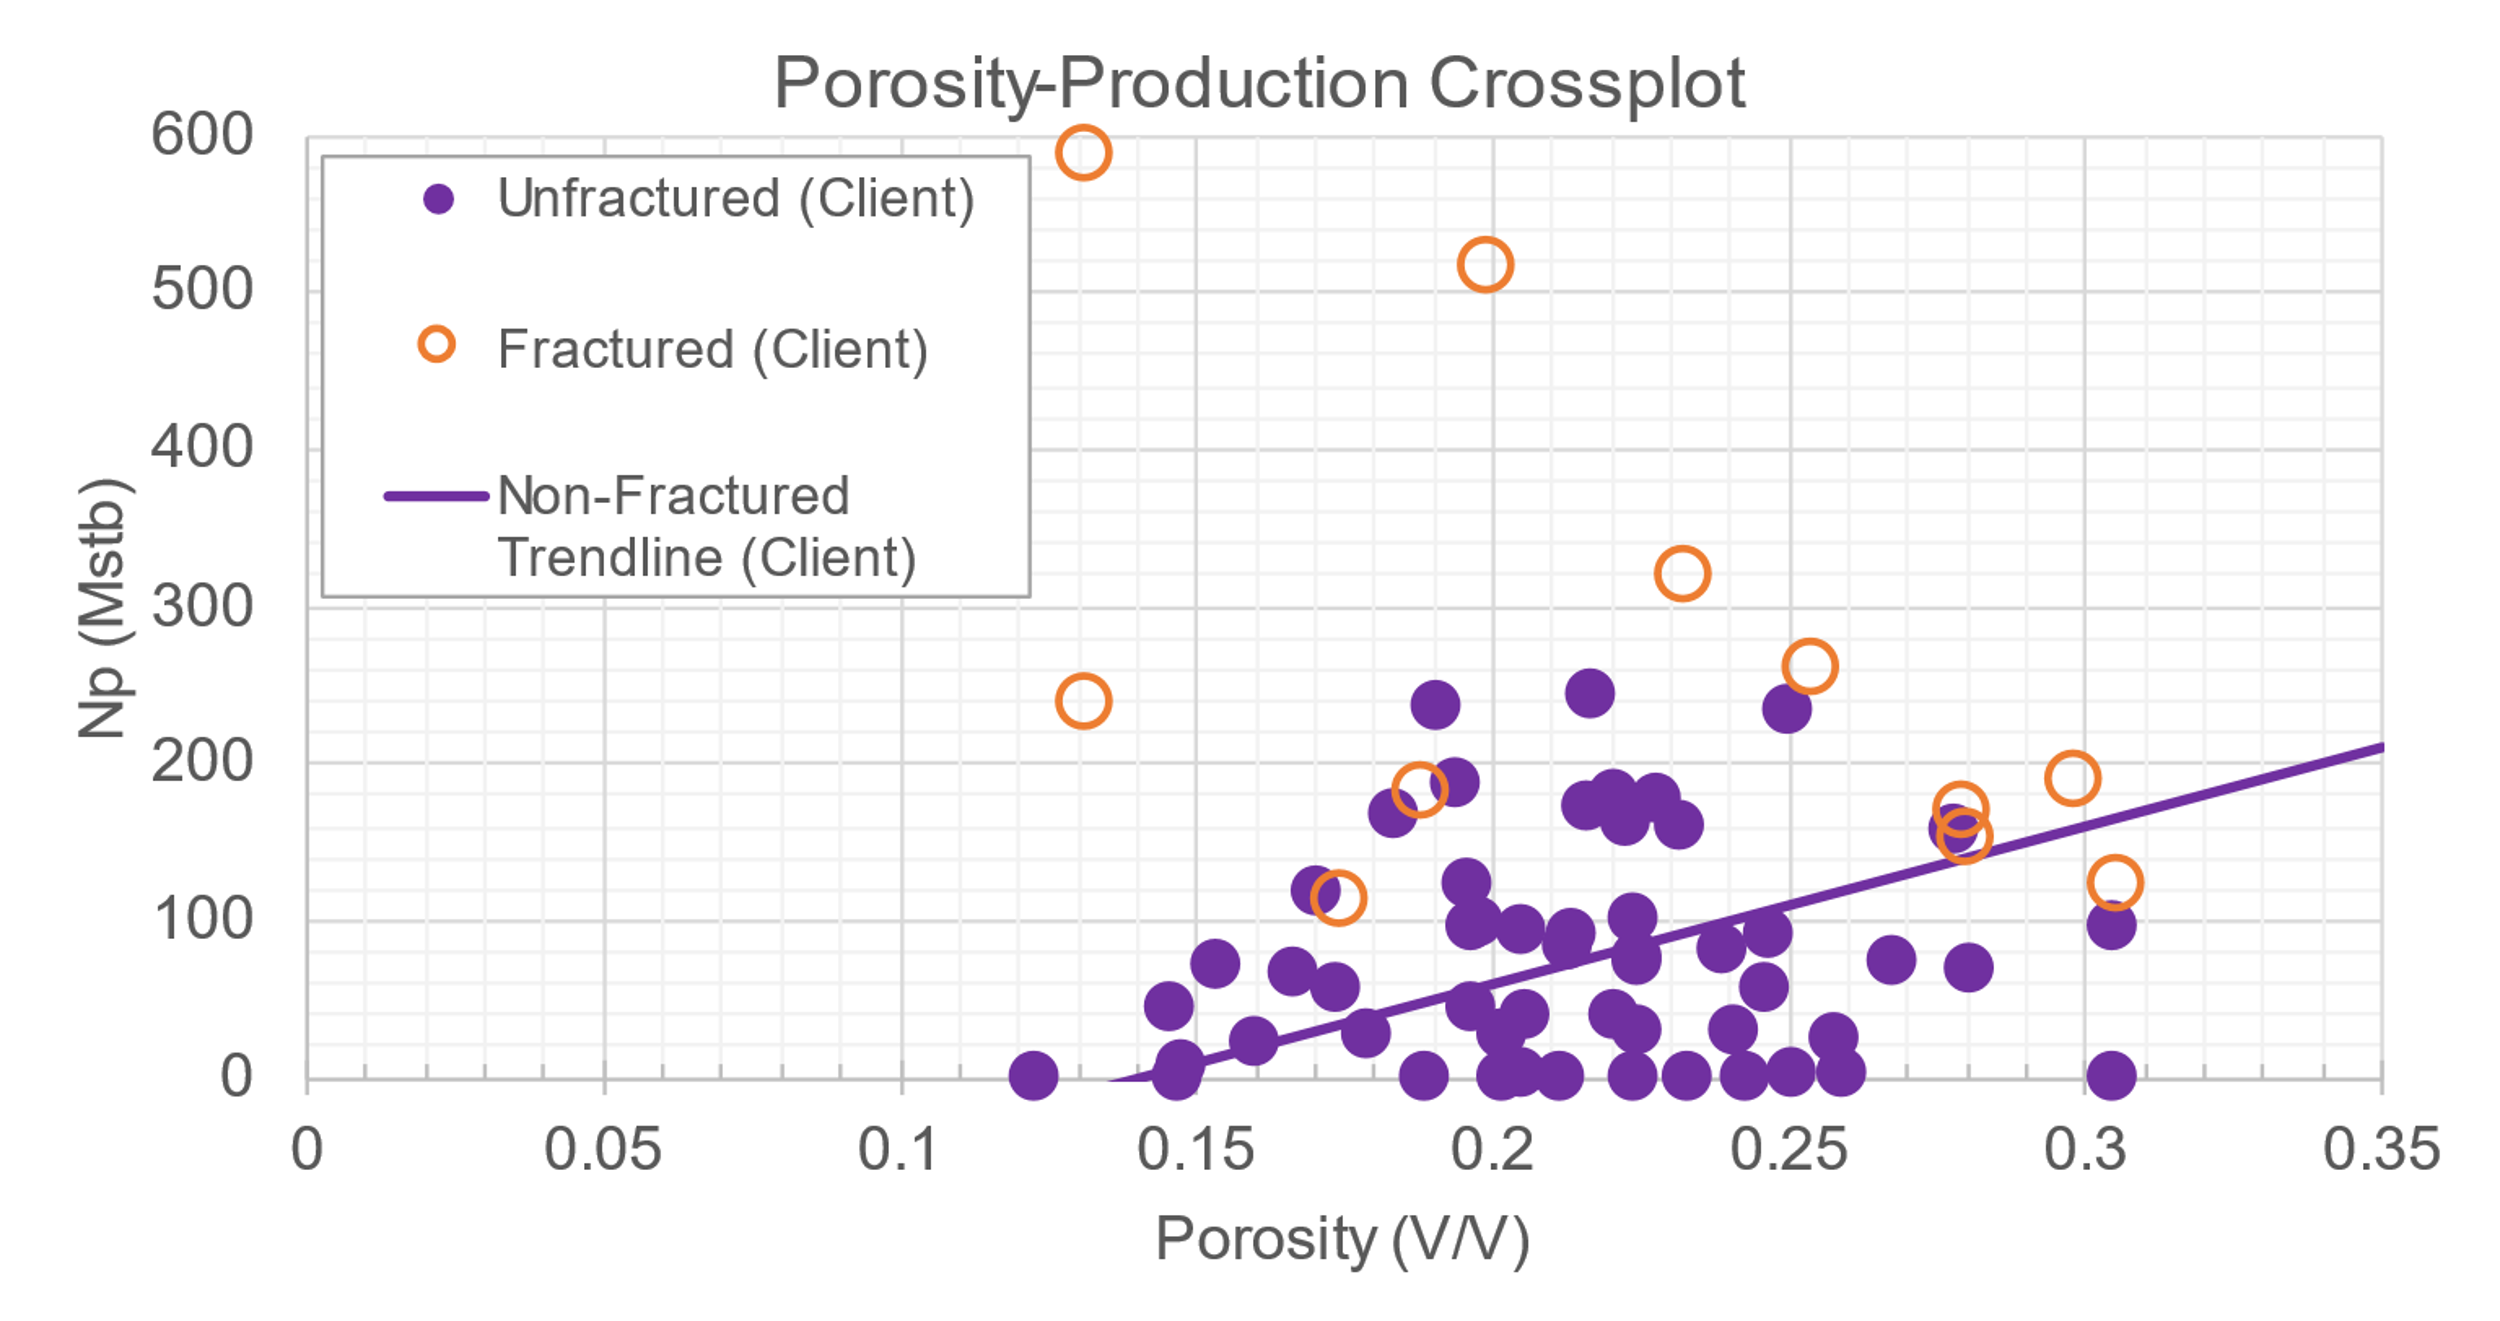 Porosity-Production Crossplot
600
500
400
300
200
100
0
Np (Mstb)
Unfractured (Client)
Fractured (Client)
Non-Fractured
Trendline (Client)
0 0.05 0.1 0.15 0.2 0.25 0.3 0.35
Porosity (V/V)